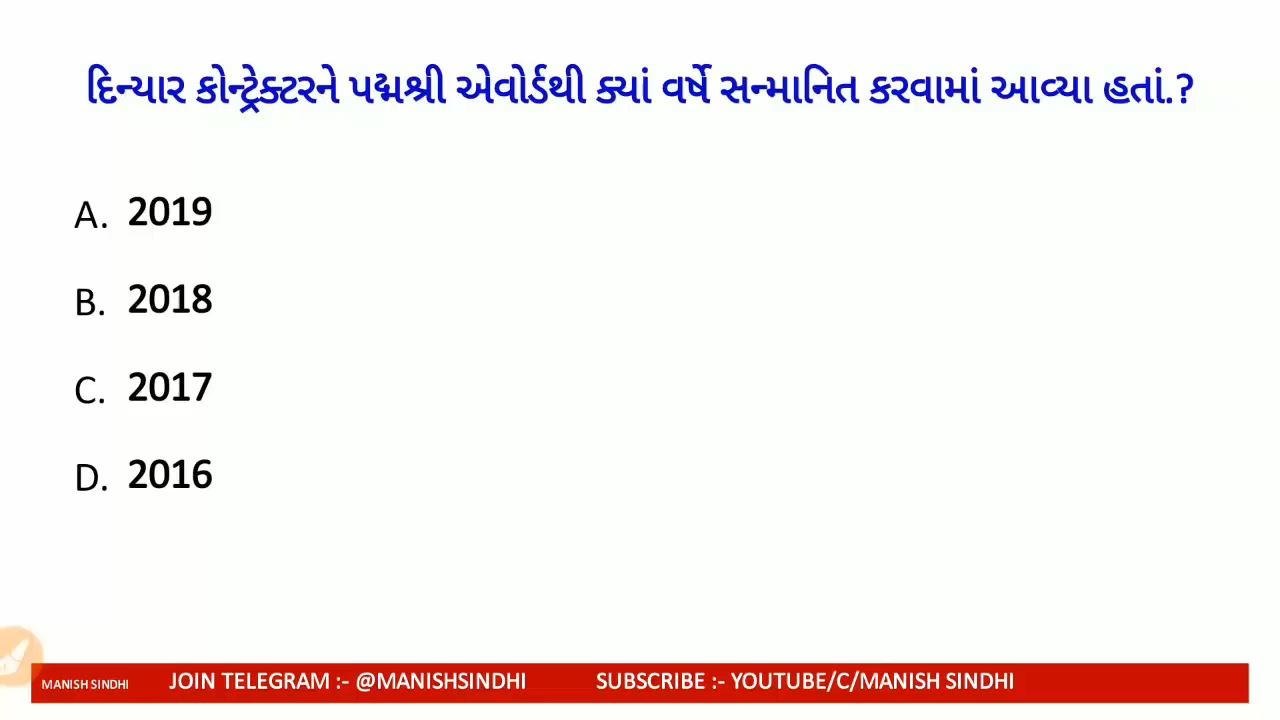 દિન્યાર કોન્ટ્રેક્ટરને પદ્મશ્રી એવોર્ડથી ક્યાં વર્ષે સન્માનિત કરવામાં આવ્યા હતાં.?
A. 2019
B. 2018
C. 2017
D. 2016
MANISH SINDHI JOIN TELEGRAM :- @MANISHSINDHI SUBSCRIBE :- YOUTUBE/C/MANISH SINDHI